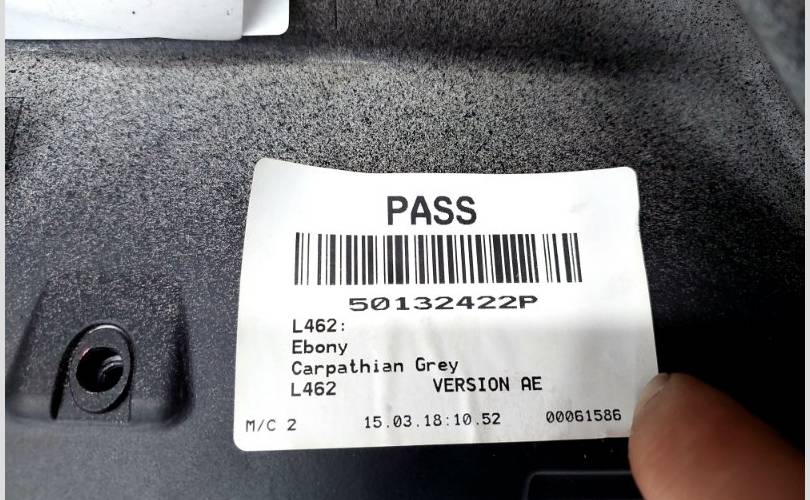 PASS
50132422P
L462:
Ebony
Carpathian Grey
L462 VERSION AE
M/C 2 15.03.18:10.52 00061586